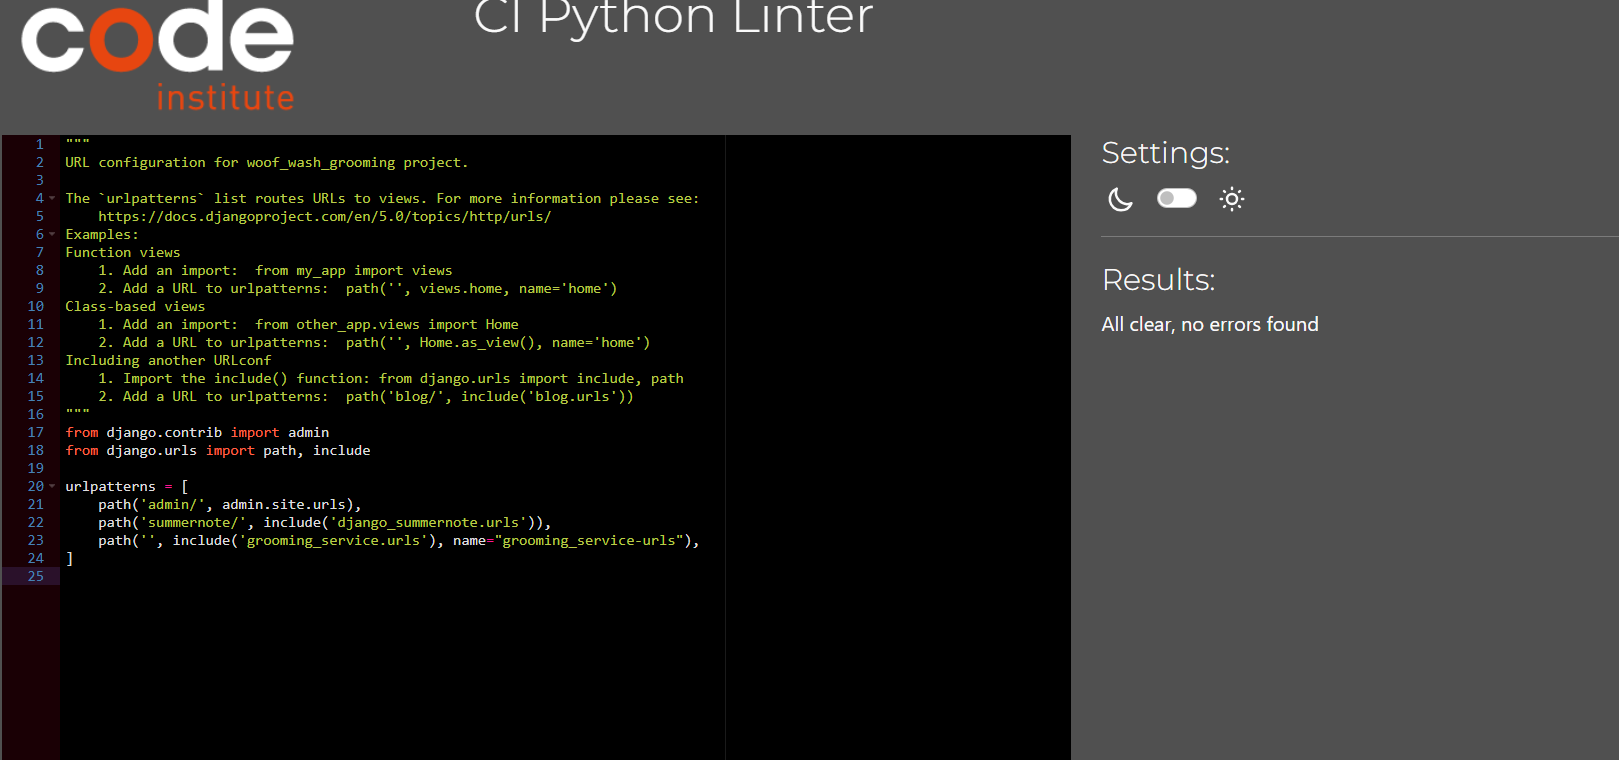 code
institute
CI Python Linter
1 """
2 URL configuration for woof_wash_grooming project.
3
4 The `urlpatterns` list routes URLs to views. For more information please see:
5     https://docs.djangoproject.com/en/5.0/topics/http/urls/
6 Examples:
7 Function views
8     1. Add an import:  from my_app import views
9     2. Add a URL to urlpatterns:  path('', views.home, name='home')
10 Class-based views
11     1. Add an import:  from other_app.views import Home
12     2. Add a URL to urlpatterns:  path('', Home.as_view(), name='home')
13 Including another URLconf
14     1. Import the include() function: from django.urls import include, path
15     2. Add a URL to urlpatterns:  path('blog/', include('blog.urls'))
16 """
17 from django.contrib import admin
18 from django.urls import path, include
19
20 urlpatterns = [
21     path('admin/', admin.site.urls),
22     path('summernote/', include('django_summernote.urls')),
23     path('', include('grooming_service.urls'), name="grooming_service-urls"),
24 ]
25
Settings:
Results:
All clear, no errors found